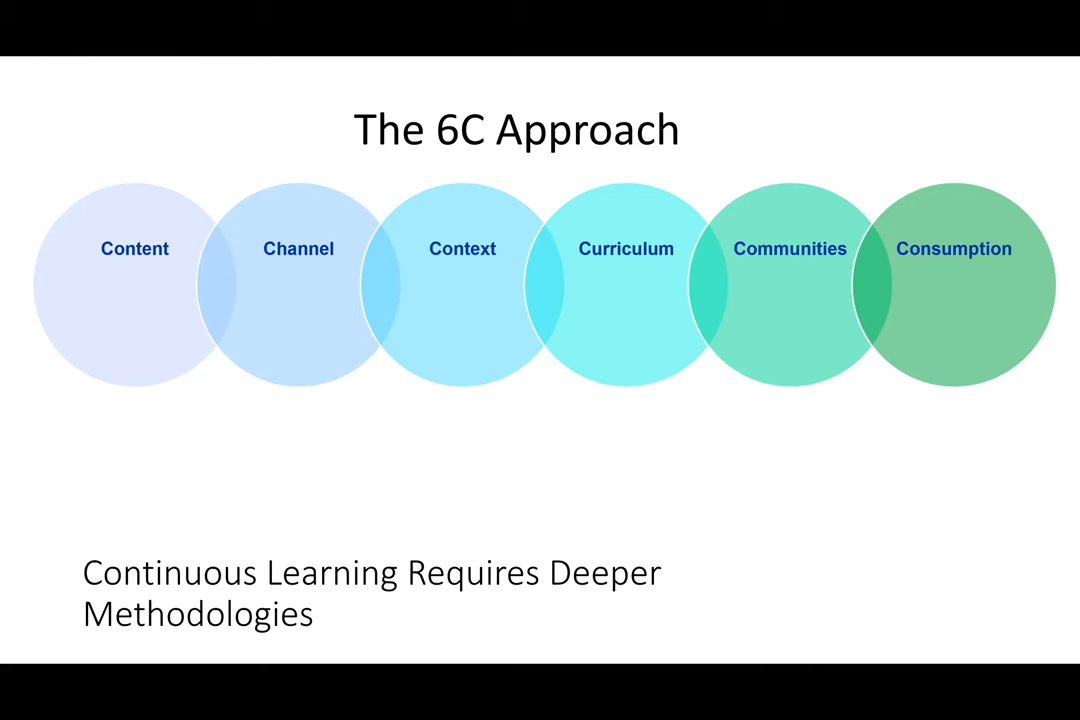 The 6C Approach
Content
Channel
Context
Curriculum
Communities
Consumption
Continuous Learning Requires Deeper
Methodologies